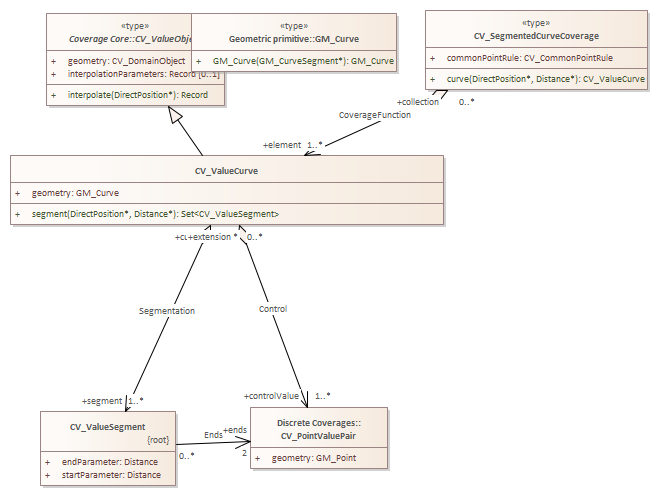 «type»
Coverage Core::CV_ValueObje
+ geometry: CV_DomainObject
+ interpolationParameters: Record [0..1]
+ interpolate(DirectPosition*): Record
«type»
Geometric primitive::GM_Curve
+ GM_Curve(GM_CurveSegment*): GM_Curve
«type»
CV_SegmentedCurveCoverage
+ commonPointRule: CV_CommonPointRule
+ curve(DirectPosition*, Distance*): CV_ValueCurve
+collection 0..*
CoverageFunction
+element 1..*
CV_ValueCurve
+ geometry: GM_Curve
+ segment(DirectPosition*, Distance*): Set<CV_ValueSegment>
+extension * 0..*
Segmentation
Control
+segment 1..*
+controlValue 1..*
CV_ValueSegment
{root}
+ endParameter: Distance
+ startParameter: Distance
Ends +ends
0..* 2
Discrete Coverages::
CV_PointValuePair
+ geometry: GM_Point